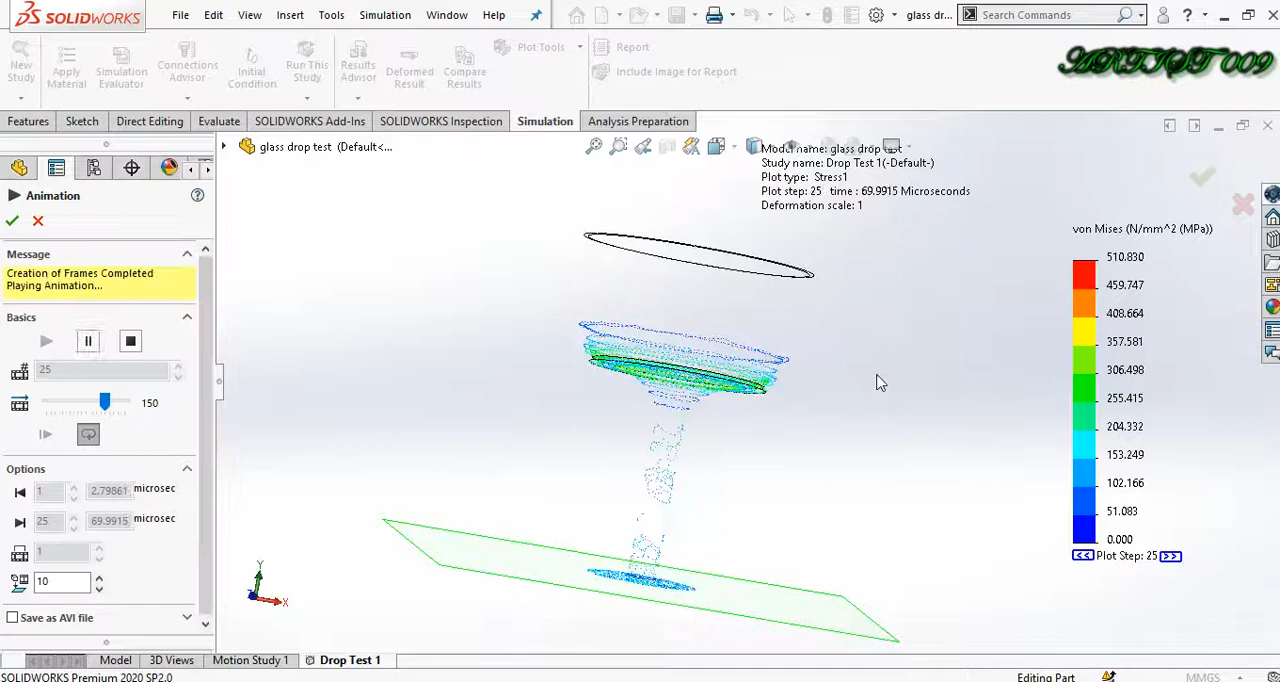 SOLIDWORKS File Edit View Insert Tools Simulation Window Help glass dr... Search Commands ?
ARTIST 009
New Study Apply Material Simulation Evaluator Connections Advisor Initial Condition Run This Study Results Advisor Deformed Result Compare Results Plot Tools Report
Include Image for Report
Features Sketch Direct Editing Evaluate SOLIDWORKS Add-Ins SOLIDWORKS Inspection Simulation Analysis Preparation
glass drop test (Default<...
Model name: glass drop test
Study name: Drop Test 1(-Default-)
Plot type: Stress1
Plot step: 25 time : 69.9915 Microseconds
Deformation scale: 1
Animation ?
Message
Creation of Frames Completed
Playing Animation...
Basics
25
150
Options
1 2.79861 microsec
25 69.9915 microsec
1
10
Save as AVI file
von Mises (N/mm^2 (MPa))
510.830
459.747
408.664
357.581
306.498
255.415
204.332
153.249
102.166
51.083
0.000
<< Plot Step: 25 >>
Y
X
Model 3D Views Motion Study 1 Drop Test 1
SOLIDWORKS Premium 2020 SP2.0 Editing Part MMGS